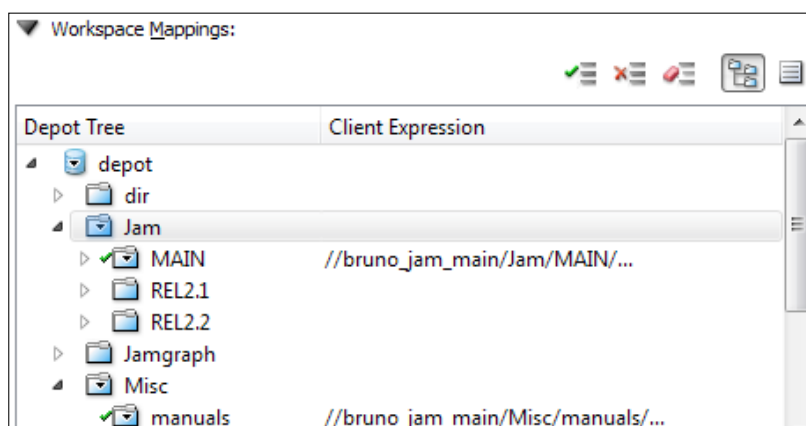 Workspace Mappings:
Depot Tree Client Expression
depot
dir
Jam
MAIN //bruno_jam_main/Jam/MAIN/...
REL2.1
REL2.2
Jamgraph
Misc
manuals //bruno_jam_main/Misc/manuals/...